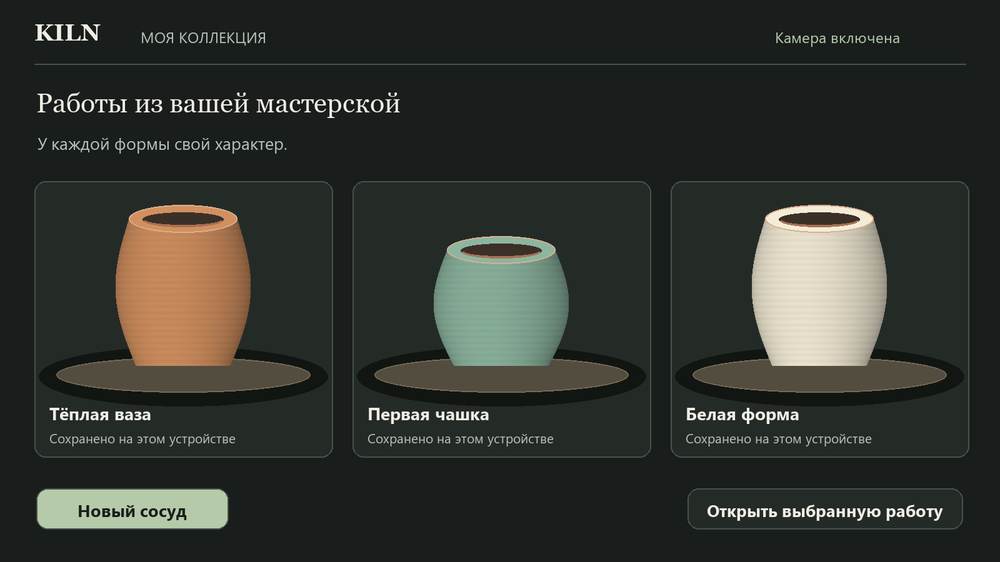 KILN
МОЯ КОЛЛЕКЦИЯ
Камера включена
Работы из вашей мастерской
У каждой формы свой характер.
Тёплая ваза
Сохранено на этом устройстве
Первая чашка
Сохранено на этом устройстве
Белая форма
Сохранено на этом устройстве
Новый сосуд
Открыть выбранную работу